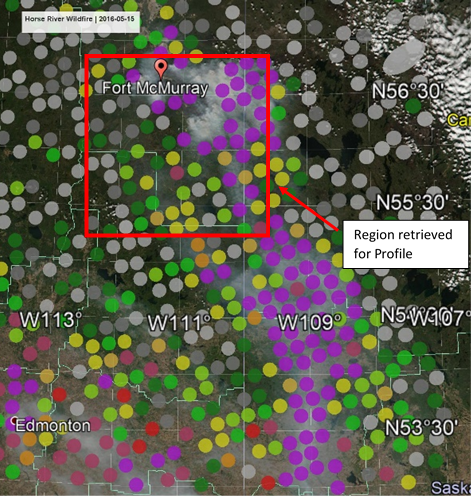 Horse River Wildfire | 2016-05-15
Fort McMurray
N56°30'
N55°30'
Region retrieved
for Profile
W113°
W111°
W109°
Edmonton
N53°30'